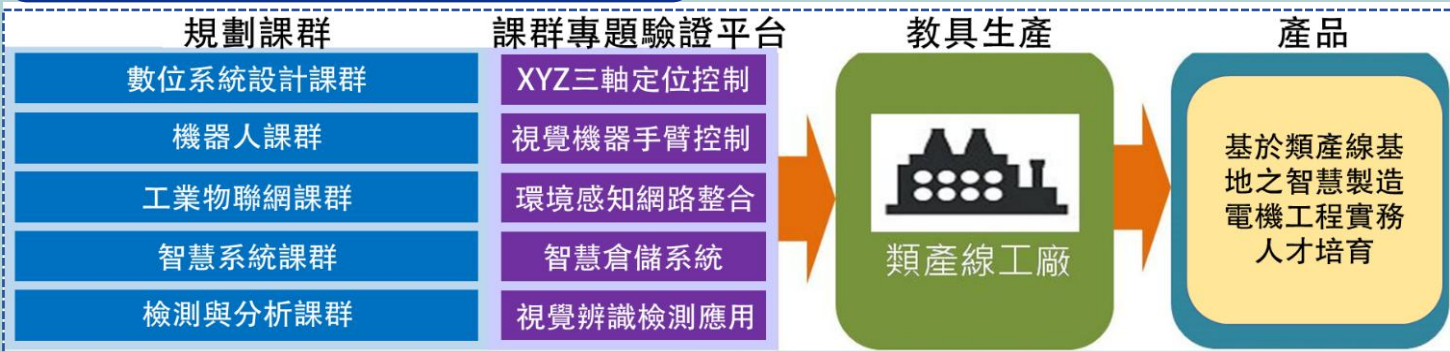 規劃課群
課群專題驗證平台
教具生產
產品
數位系統設計課群
XYZ三軸定位控制
機器人課群
視覺機器手臂控制
工業物聯網課群
環境感知網路整合
智慧系統課群
智慧倉儲系統
檢測與分析課群
視覺辨識檢測應用
類產線工廠
基於類產線基
地之智慧製造
電機工程實務
人才培育